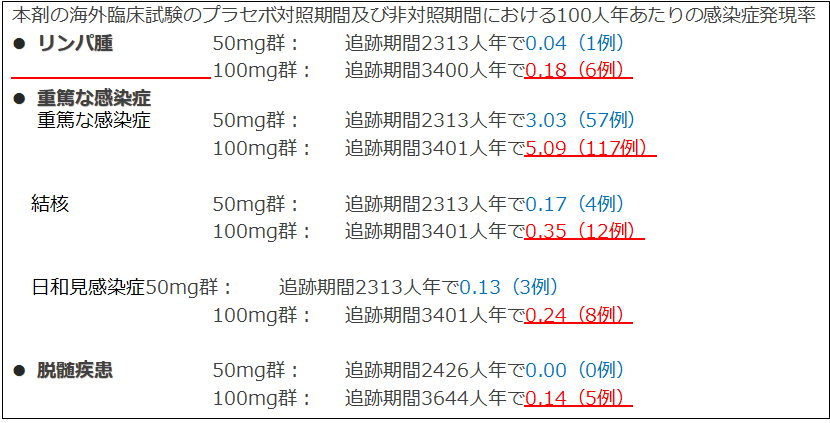 本剤の海外臨床試験のプラセボ対照期間及び非対照期間における100人年あたりの感染症発現率
● リンパ腫 50mg群： 追跡期間2313人年で0.04（1例）
100mg群： 追跡期間3400人年で0.18（6例）
● 重篤な感染症
重篤な感染症 50mg群： 追跡期間2313人年で3.03（57例）
100mg群： 追跡期間3401人年で5.09（117例）
結核 50mg群： 追跡期間2313人年で0.17（4例）
100mg群： 追跡期間3401人年で0.35（12例）
日和見感染症50mg群： 追跡期間2313人年で0.13（3例）
100mg群： 追跡期間3401人年で0.24（8例）
● 脱髄疾患 50mg群： 追跡期間2426人年で0.00（0例）
100mg群： 追跡期間3644人年で0.14（5例）